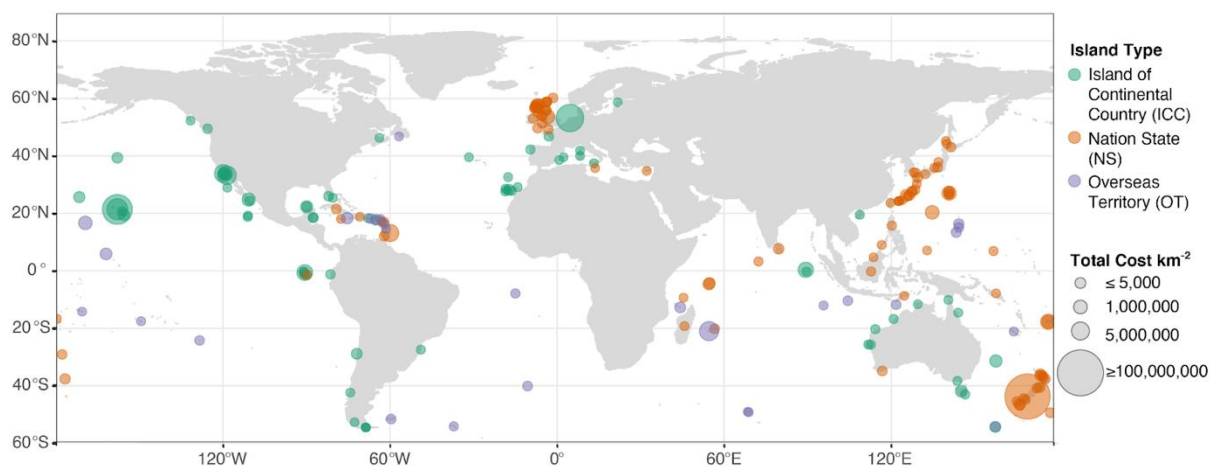 80°N
60°N
40°N
20°N
0°
20°S
40°S
60°S
120°W
60°W
0°
60°E
120°E
Island Type
Island of
Continental
Country (ICC)
Nation State
(NS)
Overseas
Territory (OT)
Total Cost km-2
≤ 5,000
1,000,000
5,000,000
≥100,000,000